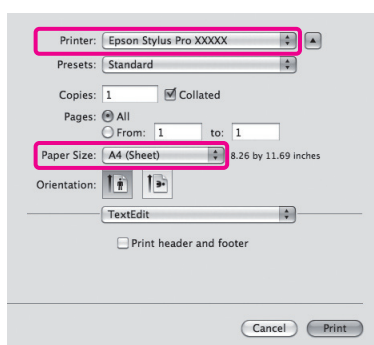 Printer: Epson Stylus Pro XXXXX
Presets: Standard
Copies: 1 Collated
Pages: All
From: 1 to: 1
Paper Size: A4 (Sheet) 8.26 by 11.69 inches
Orientation:
TextEdit
Print header and footer
Cancel Print